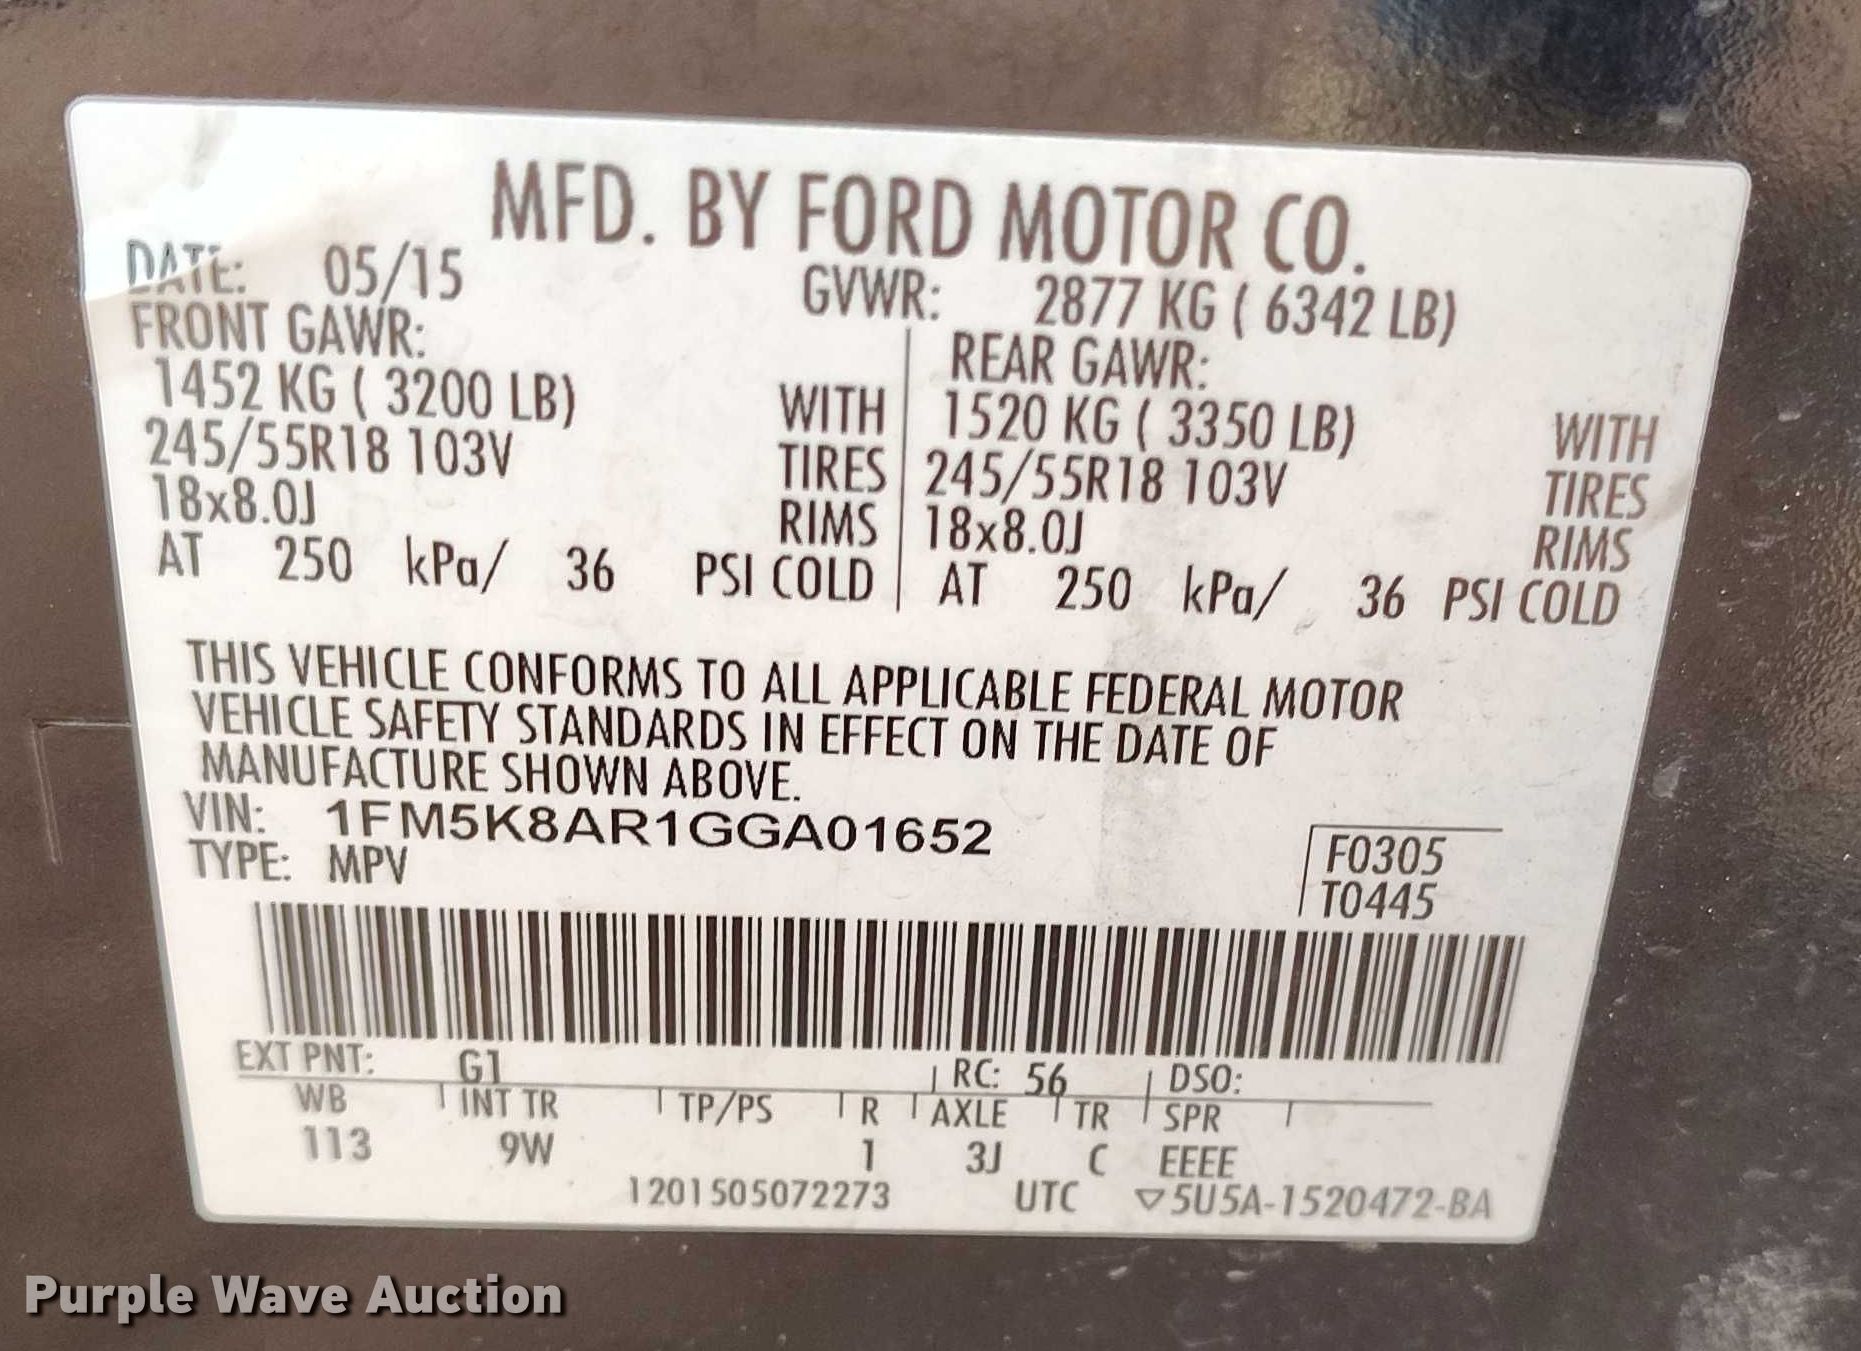 MFD. BY FORD MOTOR CO.
DATE: 05/15 GVWR: 2877 KG ( 6342 LB)
FRONT GAWR: REAR GAWR:
1452 KG ( 3200 LB) WITH 1520 KG ( 3350 LB) WITH
245/55R18 103V TIRES 245/55R18 103V TIRES
18x8.0J RIMS 18x8.0J RIMS
AT 250 kPa/ 36 PSI COLD AT 250 kPa/ 36 PSI COLD
THIS VEHICLE CONFORMS TO ALL APPLICABLE FEDERAL MOTOR
VEHICLE SAFETY STANDARDS IN EFFECT ON THE DATE OF
MANUFACTURE SHOWN ABOVE.
VIN: 1FM5K8AR1GGA01652
TYPE: MPV
F0305
T0445
EXT PNT: G1 RC: 56 DSO:
WB INT TR TP/PS R AXLE TR SPR
113 9W 1 3J C EEEE
1201505072273 UTC ▽5U5A-1520472-BA
Purple Wave Auction